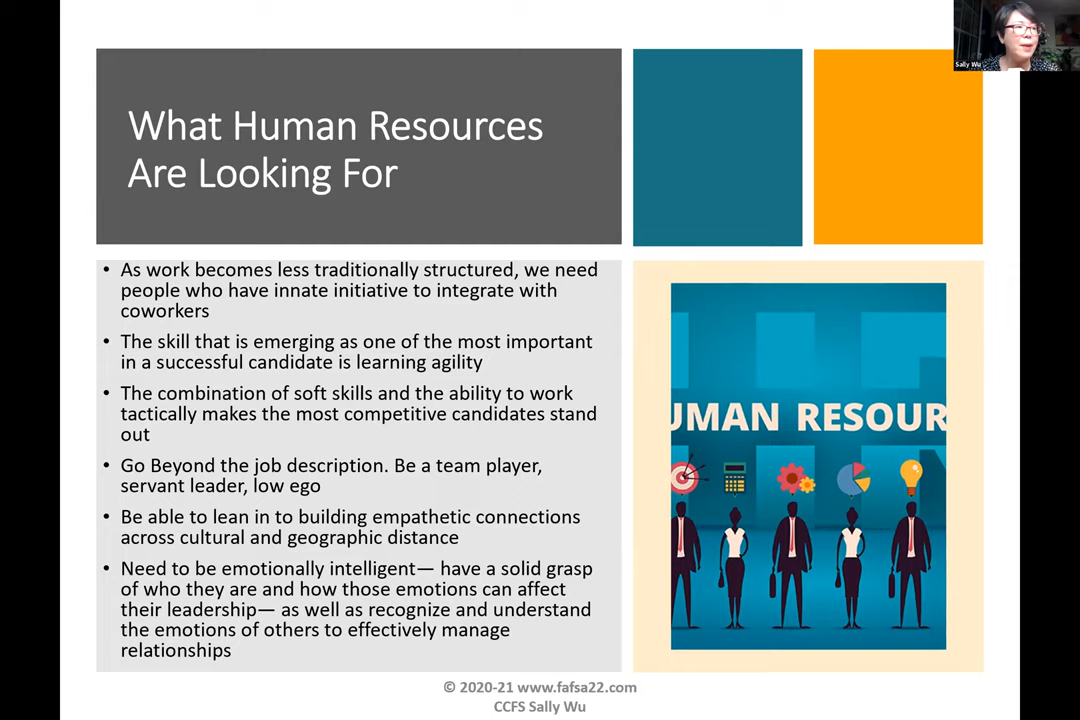 Sally Wu
What Human Resources
Are Looking For
• As work becomes less traditionally structured, we need
people who have innate initiative to integrate with
coworkers
• The skill that is emerging as one of the most important
in a successful candidate is learning agility
• The combination of soft skills and the ability to work
tactically makes the most competitive candidates stand
out
• Go Beyond the job description. Be a team player,
servant leader, low ego
• Be able to lean in to building empathetic connections
across cultural and geographic distance
• Need to be emotionally intelligent— have a solid grasp
of who they are and how those emotions can affect
their leadership— as well as recognize and understand
the emotions of others to effectively manage
relationships
UMAN RESOUR
© 2020-21 www.fafsa22.com
CCFS Sally Wu